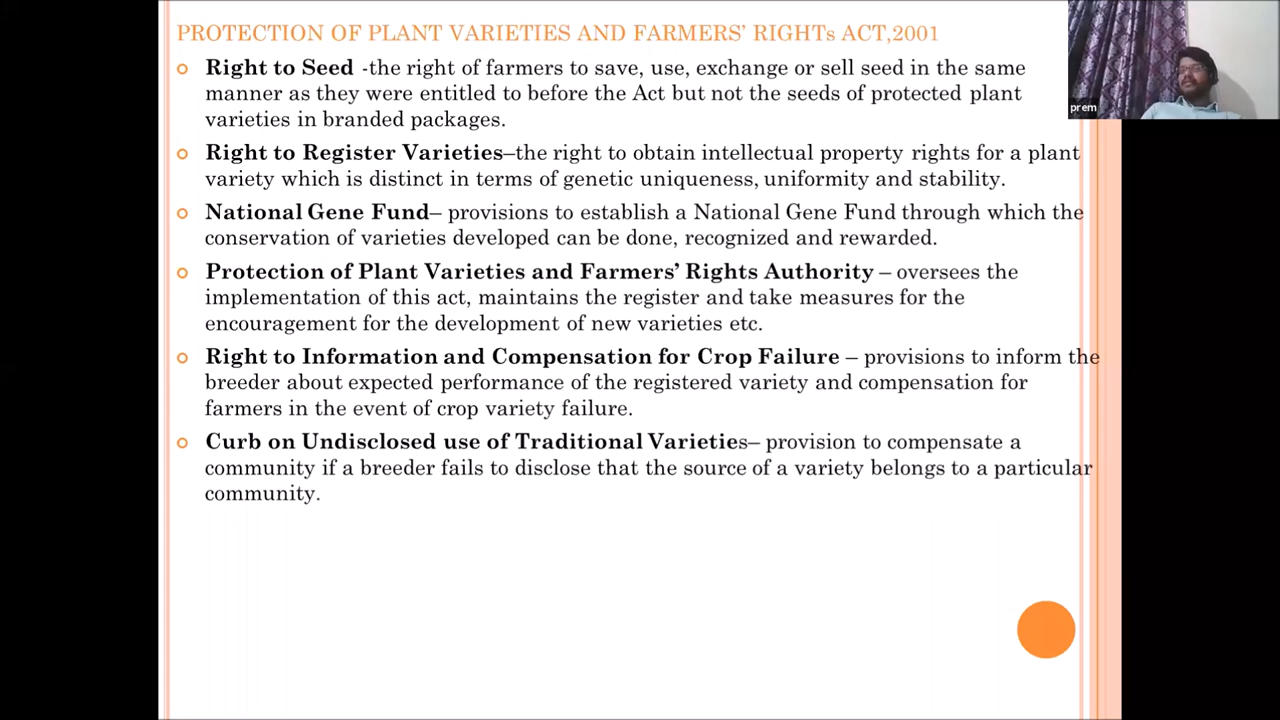 PROTECTION OF PLANT VARIETIES AND FARMERS' RIGHTs ACT,2001
Right to Seed -the right of farmers to save, use, exchange or sell seed in the same
manner as they were entitled to before the Act but not the seeds of protected plant
varieties in branded packages.
Right to Register Varieties–the right to obtain intellectual property rights for a plant
variety which is distinct in terms of genetic uniqueness, uniformity and stability.
National Gene Fund– provisions to establish a National Gene Fund through which the
conservation of varieties developed can be done, recognized and rewarded.
Protection of Plant Varieties and Farmers' Rights Authority – oversees the
implementation of this act, maintains the register and take measures for the
encouragement for the development of new varieties etc.
Right to Information and Compensation for Crop Failure – provisions to inform the
breeder about expected performance of the registered variety and compensation for
farmers in the event of crop variety failure.
Curb on Undisclosed use of Traditional Varieties– provision to compensate a
community if a breeder fails to disclose that the source of a variety belongs to a particular
community.
prem